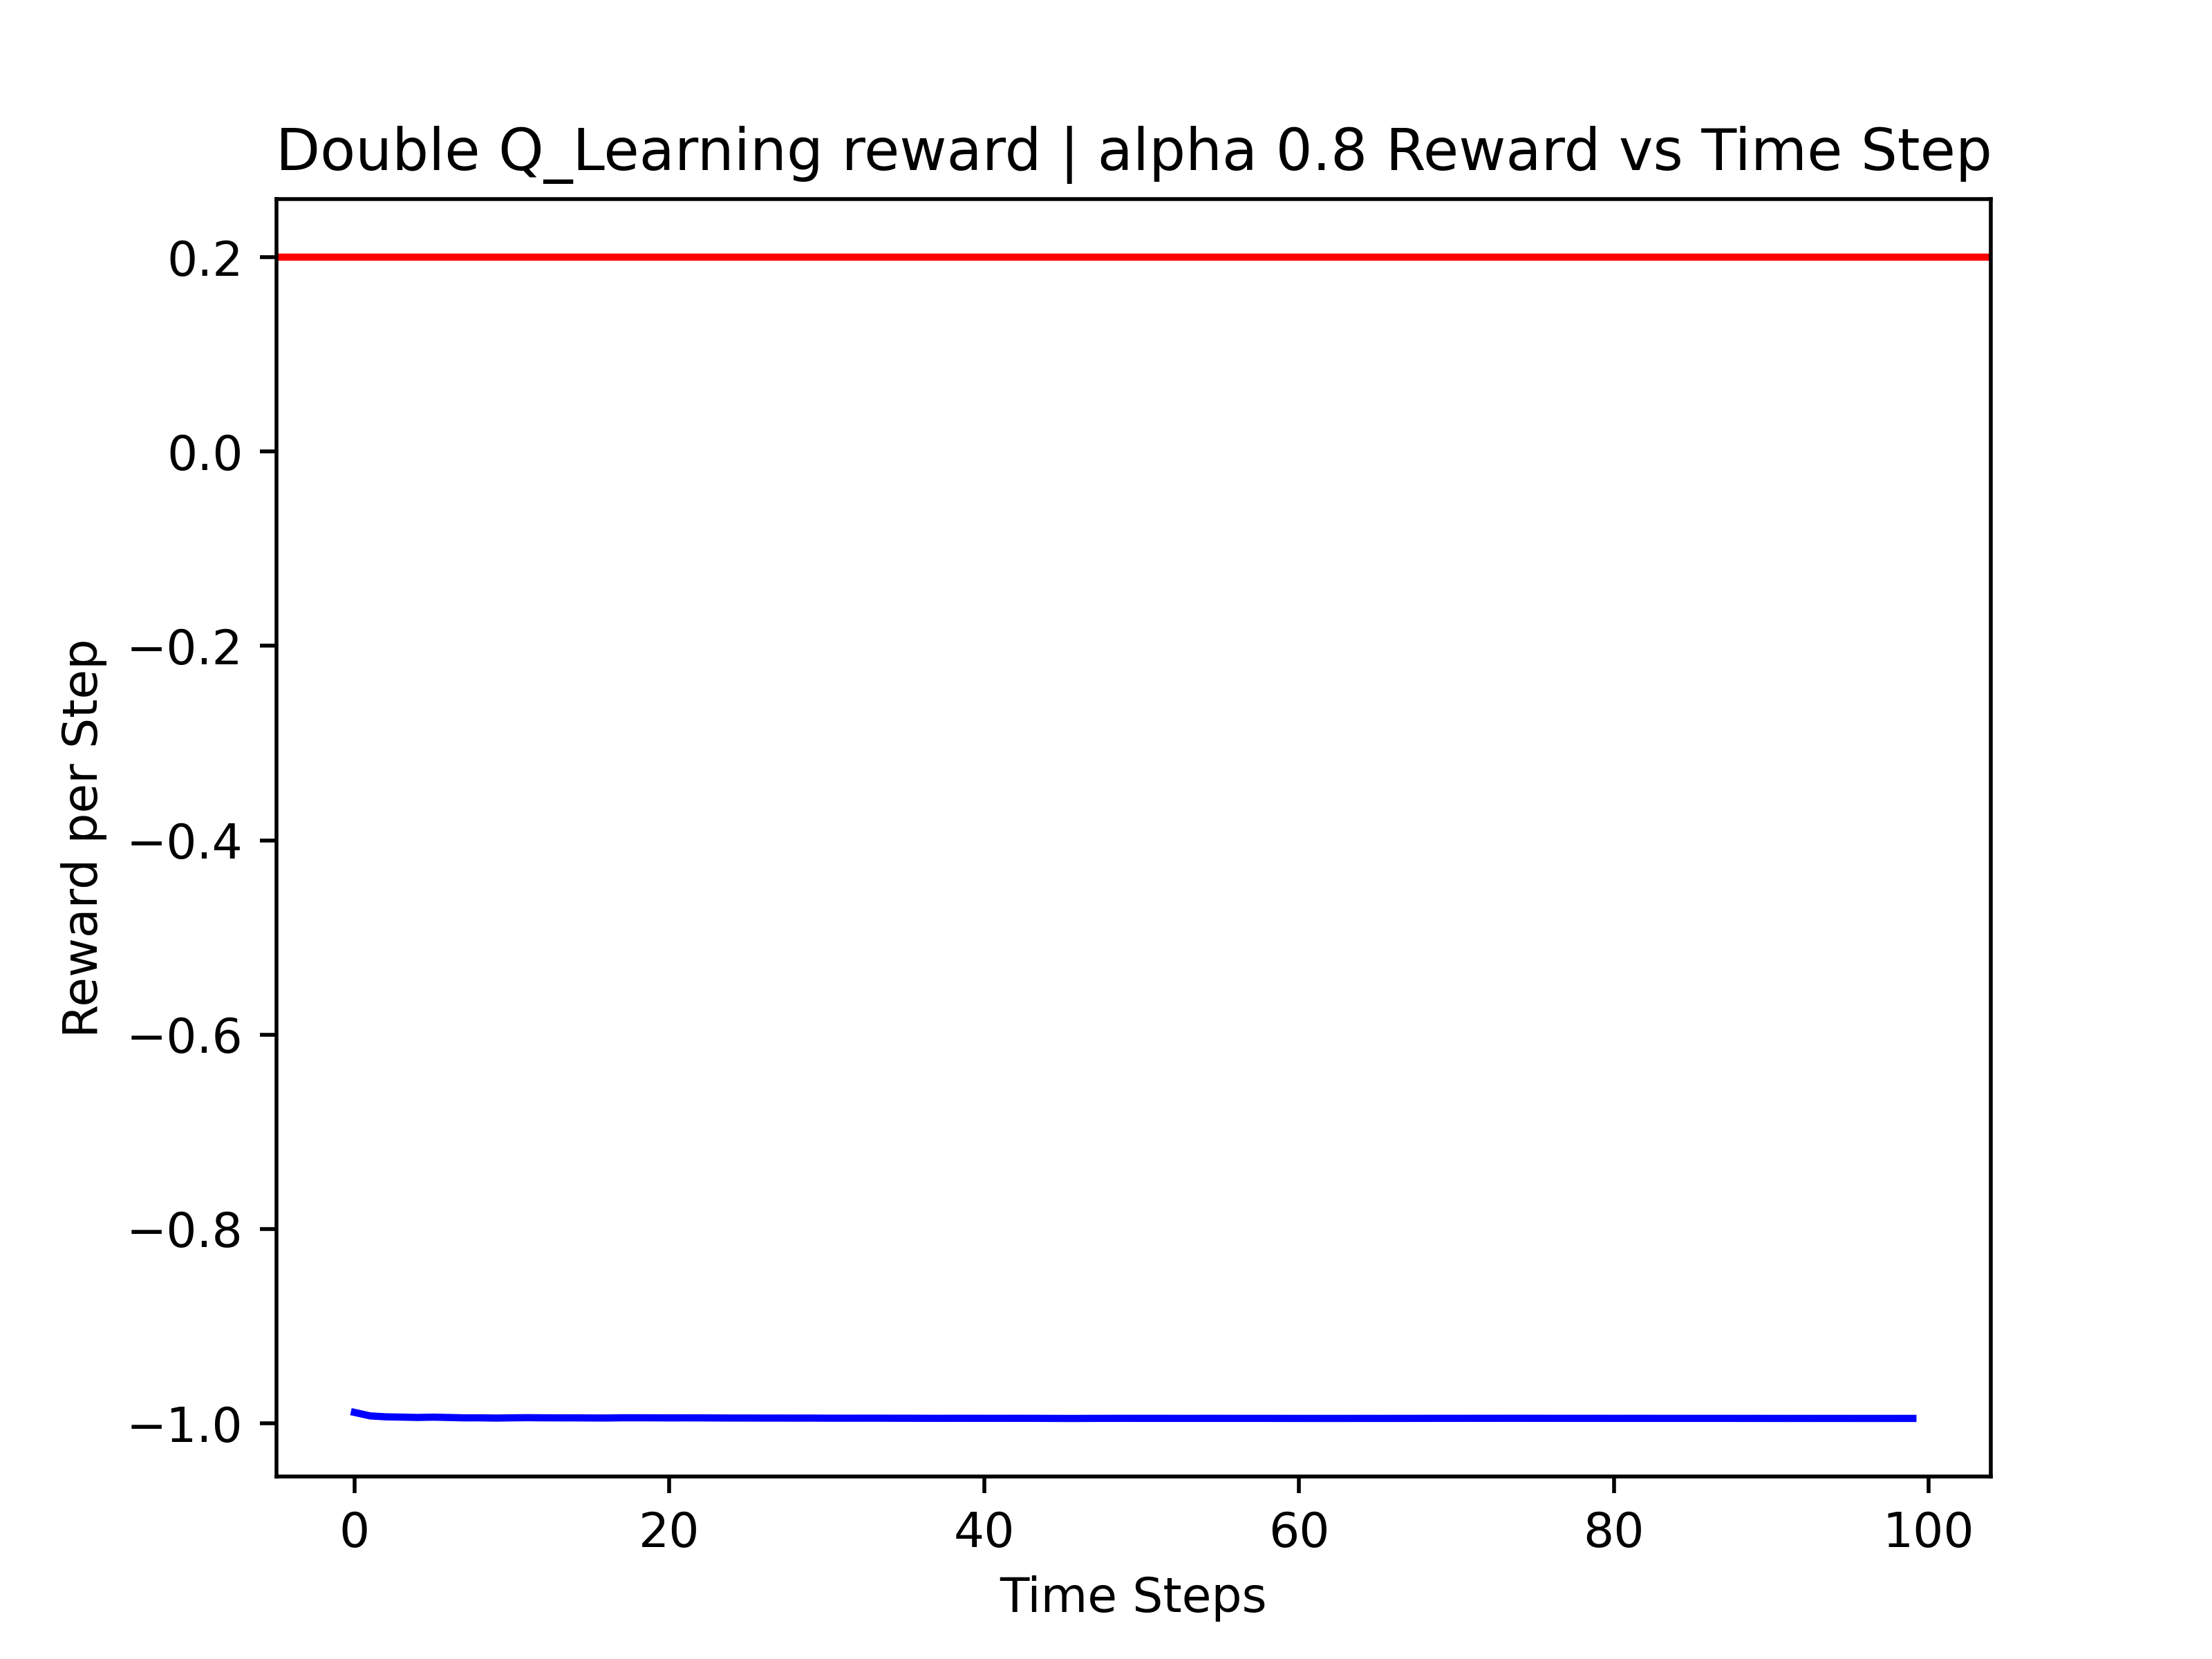 Double Q_Learning reward | alpha 0.8 Reward vs Time Step
0.2
0.0
−0.2
−0.4
−0.6
−0.8
−1.0
Reward per Step
0 20 40 60 80 100
Time Steps